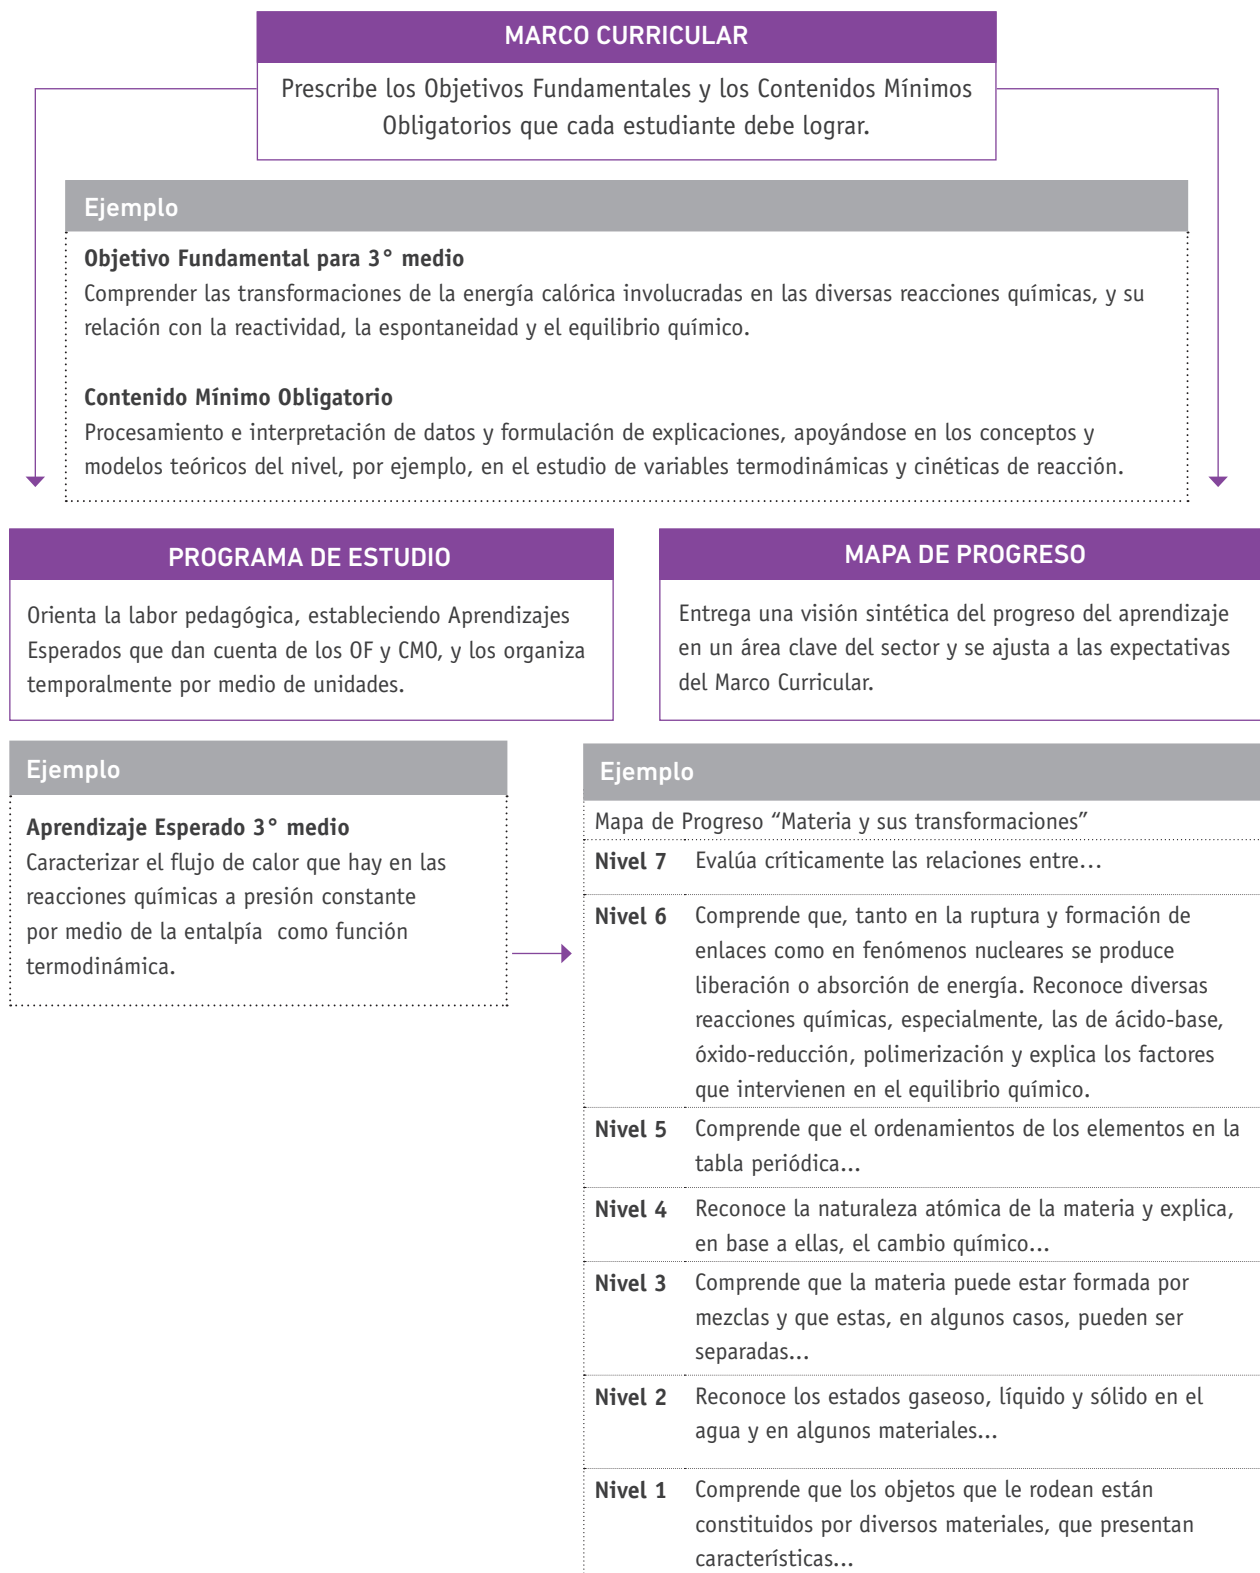 MARCO CURRICULAR
Prescribe los Objetivos Fundamentales y los Contenidos Mínimos
Obligatorios que cada estudiante debe lograr.
Ejemplo
Objetivo Fundamental para 3° medio
Comprender las transformaciones de la energía calórica involucradas en las diversas reacciones químicas, y su
relación con la reactividad, la espontaneidad y el equilibrio químico.
Contenido Mínimo Obligatorio
Procesamiento e interpretación de datos y formulación de explicaciones, apoyándose en los conceptos y
modelos teóricos del nivel, por ejemplo, en el estudio de variables termodinámicas y cinéticas de reacción.
PROGRAMA DE ESTUDIO
Orienta la labor pedagógica, estableciendo Aprendizajes
Esperados que dan cuenta de los OF y CMO, y los organiza
temporalmente por medio de unidades.
MAPA DE PROGRESO
Entrega una visión sintética del progreso del aprendizaje
en un área clave del sector y se ajusta a las expectativas
del Marco Curricular.
Ejemplo
Aprendizaje Esperado 3° medio
Caracterizar el flujo de calor que hay en las
reacciones químicas a presión constante
por medio de la entalpía como función
termodinámica.
Ejemplo
Mapa de Progreso “Materia y sus transformaciones”
Nivel 7 Evalúa críticamente las relaciones entre...
Nivel 6 Comprende que, tanto en la ruptura y formación de
enlaces como en fenómenos nucleares se produce
liberación o absorción de energía. Reconoce diversas
reacciones químicas, especialmente, las de ácido-base,
óxido-reducción, polimerización y explica los factores
que intervienen en el equilibrio químico.
Nivel 5 Comprende que el ordenamientos de los elementos en la
tabla periódica...
Nivel 4 Reconoce la naturaleza atómica de la materia y explica,
en base a ellas, el cambio químico...
Nivel 3 Comprende que la materia puede estar formada por
mezclas y que estas, en algunos casos, pueden ser
separadas...
Nivel 2 Reconoce los estados gaseoso, líquido y sólido en el
agua y en algunos materiales...
Nivel 1 Comprende que los objetos que le rodean están
constituidos por diversos materiales, que presentan
características...